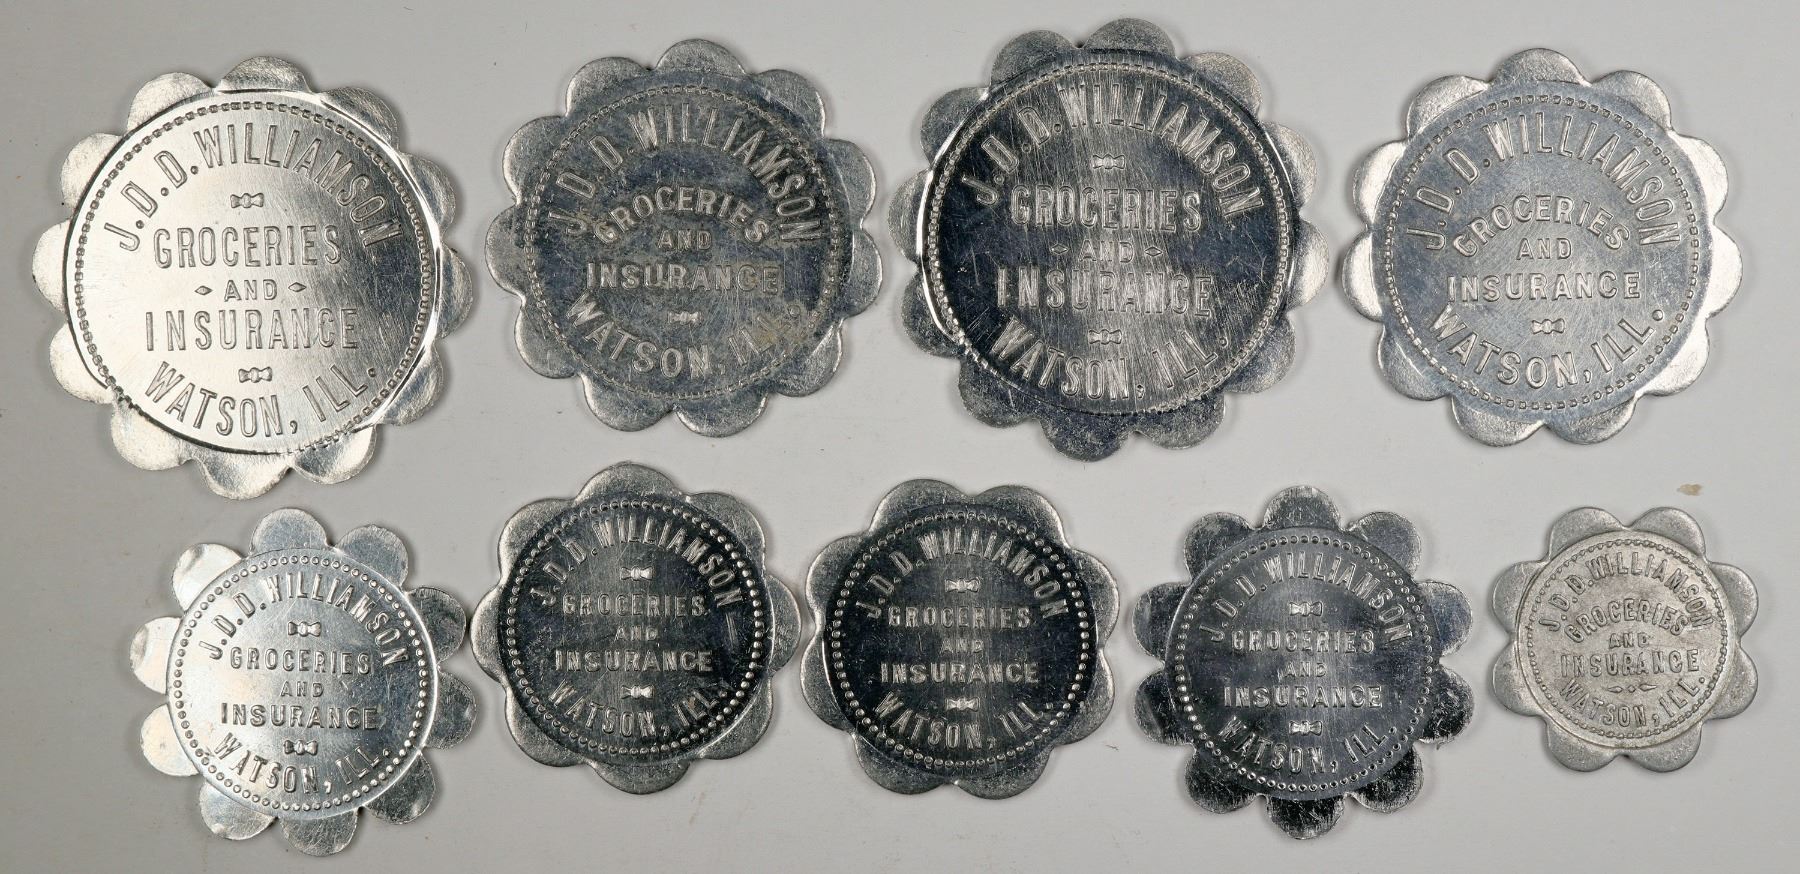 J.D.D.WILLIAMSON
GROCERIES
AND
INSURANCE
WATSON, ILL.
J.D.D.WILLIAMSON
GROCERIES
AND
INSURANCE
WATSON, ILL.
J.D.D.WILLIAMSON
GROCERIES
AND
INSURANCE
WATSON, ILL.
J.D.D.WILLIAMSON
GROCERIES
AND
INSURANCE
WATSON, ILL.
J.D.D.WILLIAMSON
GROCERIES
AND
INSURANCE
WATSON, ILL.
J.D.D.WILLIAMSON
GROCERIES
AND
INSURANCE
WATSON, ILL.
J.D.D.WILLIAMSON
GROCERIES
AND
INSURANCE
WATSON, ILL.
J.D.D.WILLIAMSON
GROCERIES
AND
INSURANCE
WATSON, ILL.
J.D.D.WILLIAMSON
GROCERIES
AND
INSURANCE
WATSON, ILL.